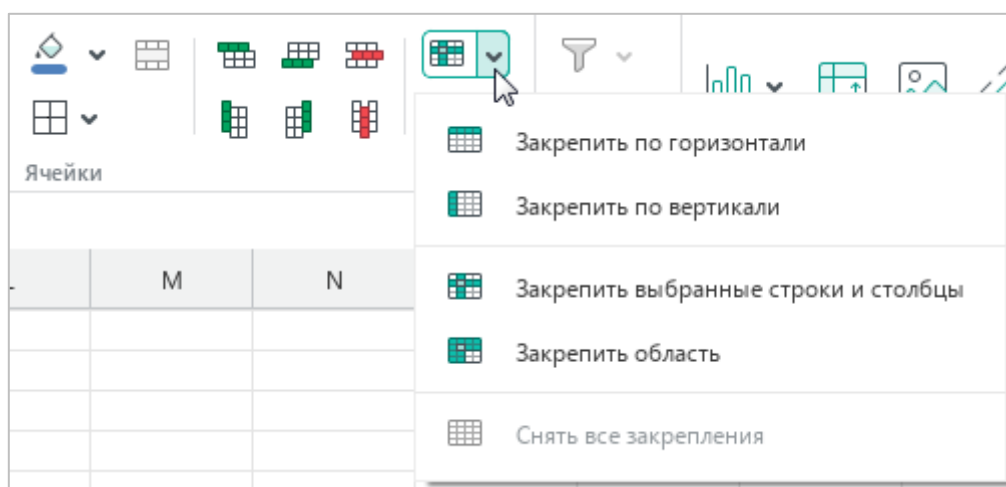 Ячейки
Закрепить по горизонтали
Закрепить по вертикали
Закрепить выбранные строки и столбцы
Закрепить область
Снять все закрепления
M N